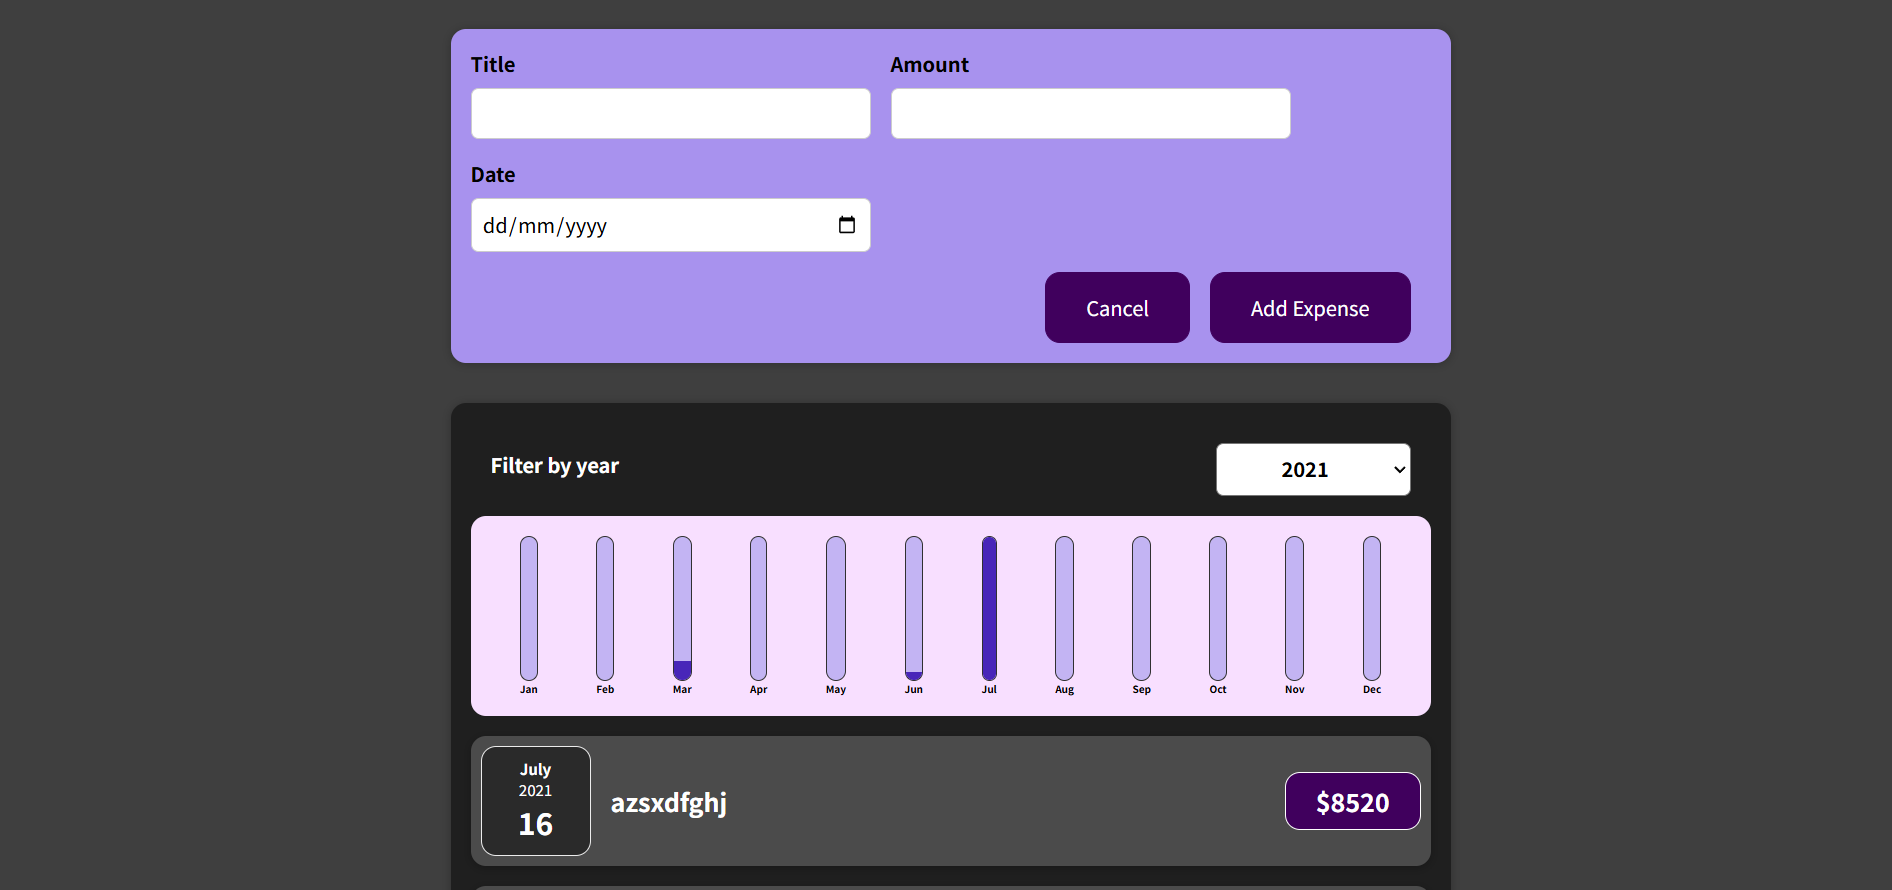 Title
Amount
Date
dd/mm/yyyy
Cancel
Add Expense
Filter by year
2021
Jan
Feb
Mar
Apr
May
Jun
Jul
Aug
Sep
Oct
Nov
Dec
July
2021
16
azsxdfghj
$8520